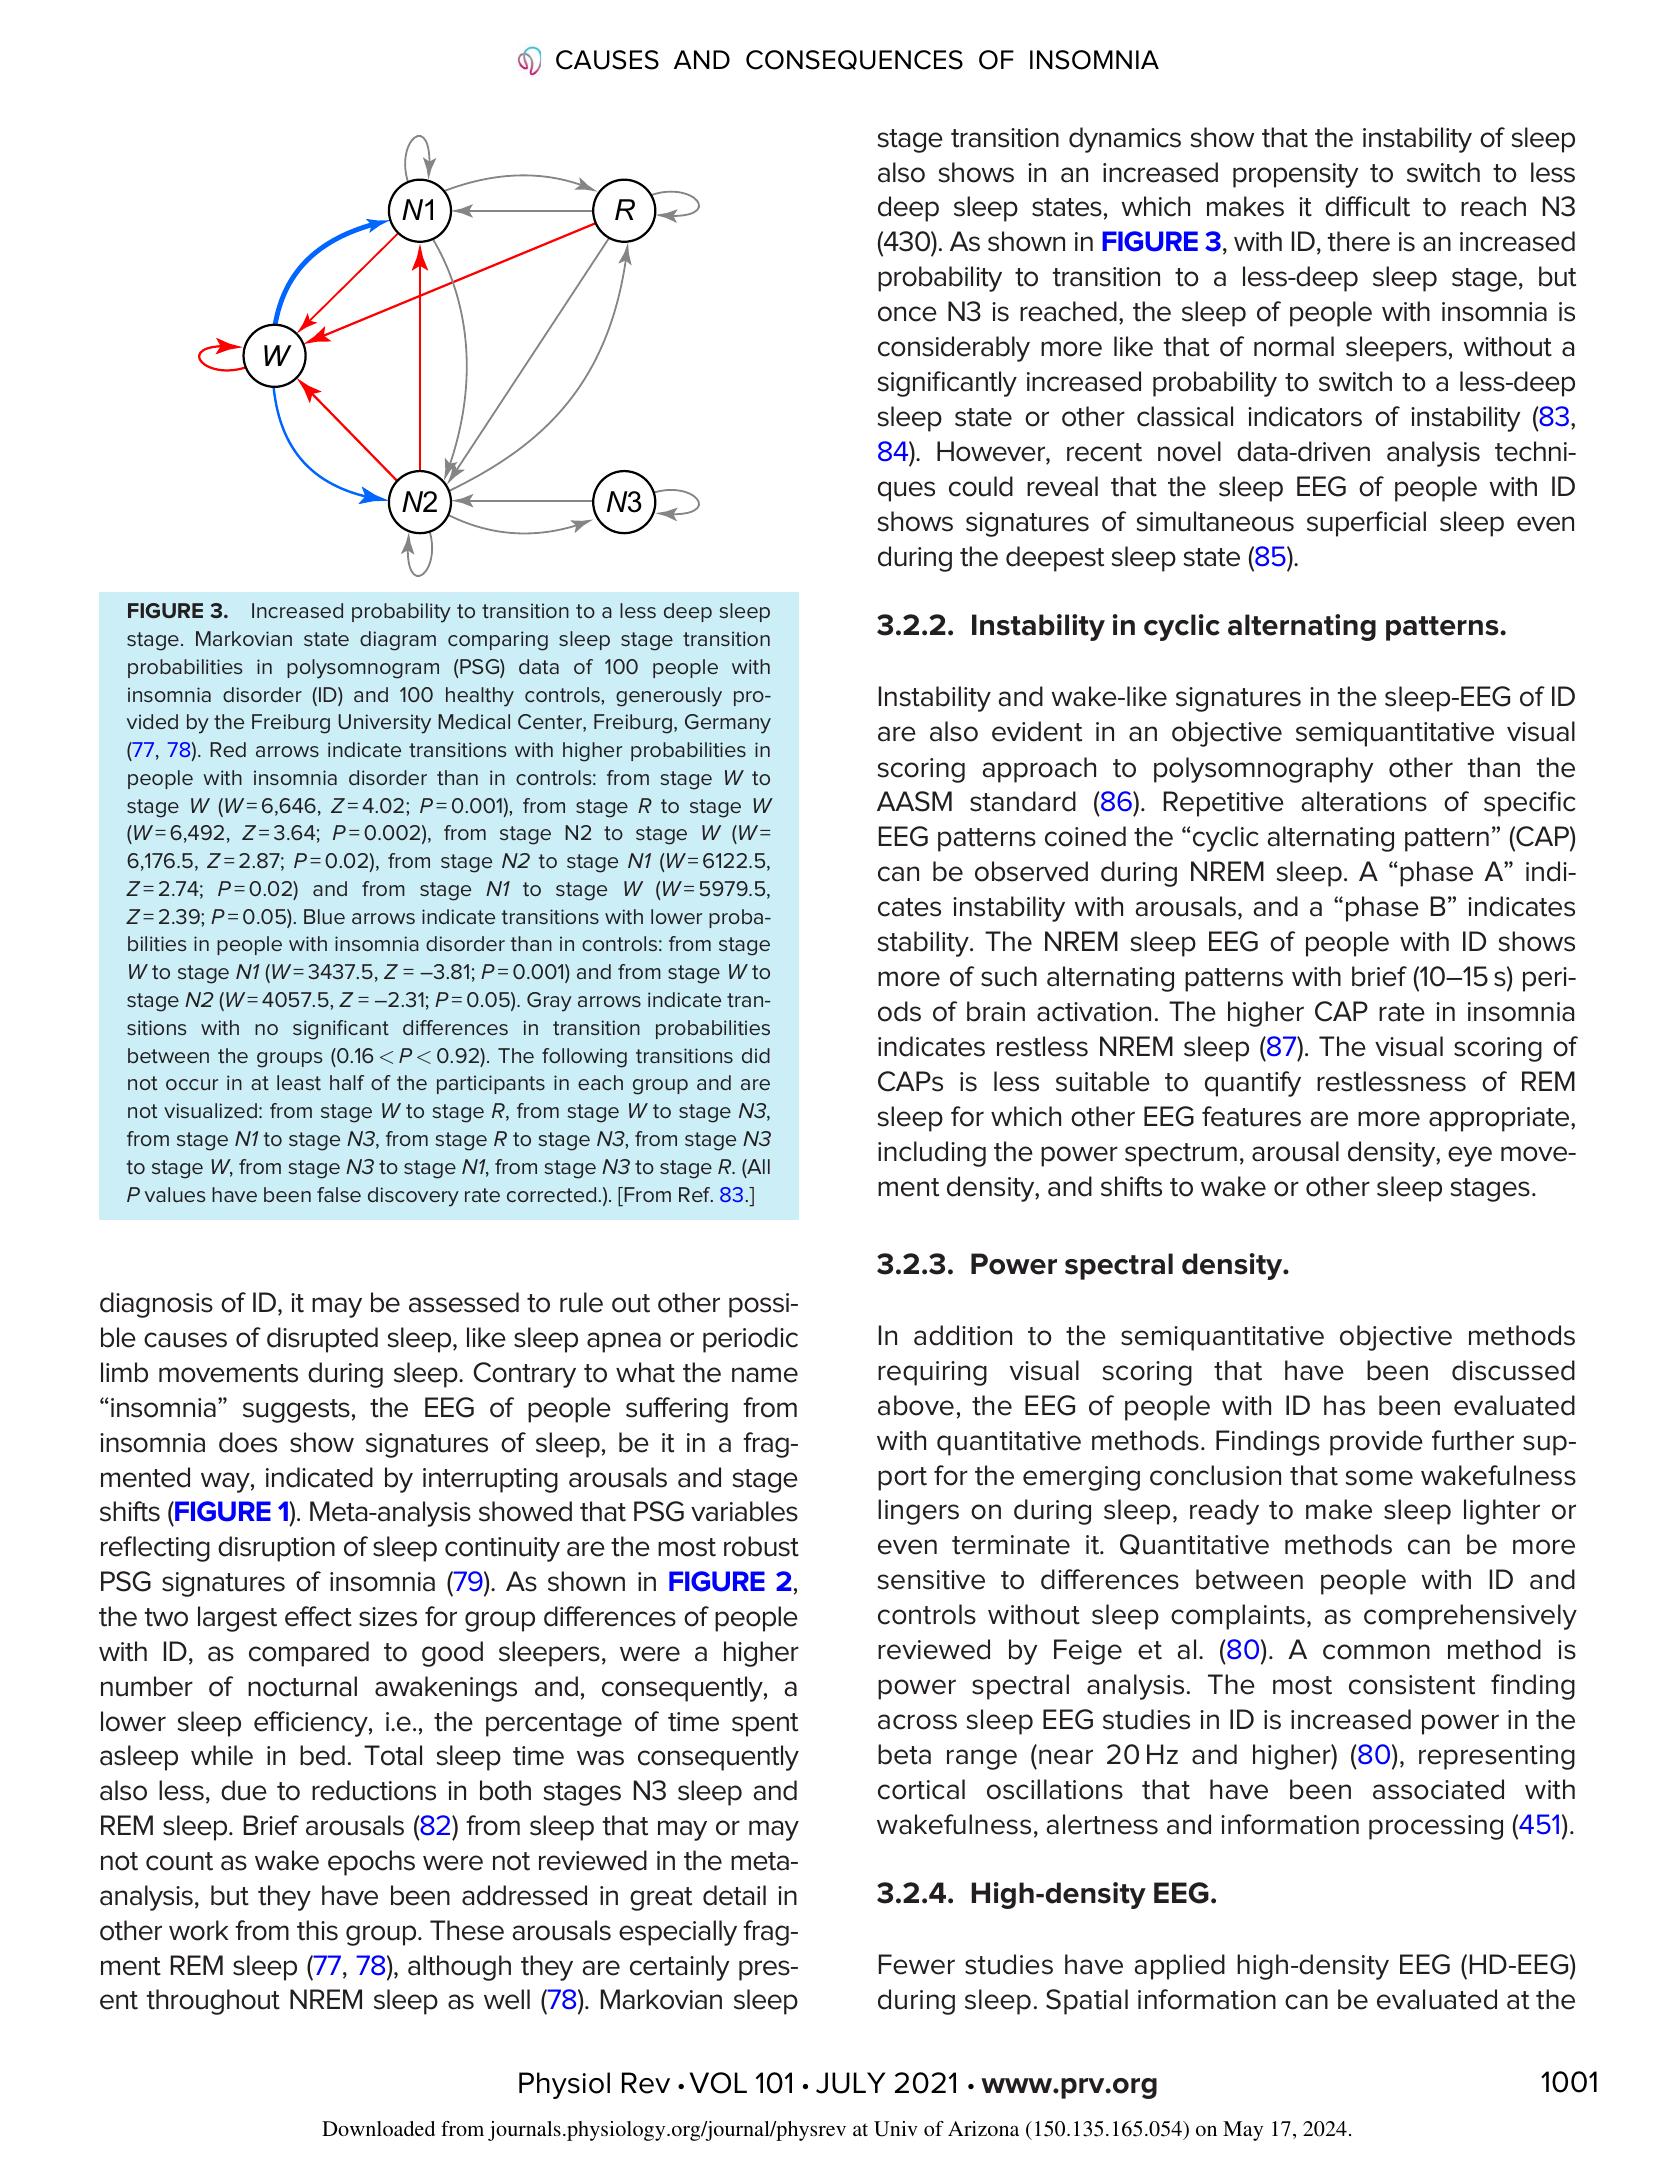 CAUSES AND CONSEQUENCES OF INSOMNIA
N1
R
W
N2
N3
FIGURE 3. Increased probability to transition to a less deep sleep
stage. Markovian state diagram comparing sleep stage transition
probabilities in polysomnogram (PSG) data of 100 people with
insomnia disorder (ID) and 100 healthy controls, generously pro-
vided by the Freiburg University Medical Center, Freiburg, Germany
(77, 78). Red arrows indicate transitions with higher probabilities in
people with insomnia disorder than in controls: from stage W to
stage W (W = 6,646, Z = 4.02; P = 0.001), from stage R to stage W
(W = 6,492, Z = 3.64; P = 0.002), from stage N2 to stage W (W =
6,176.5, Z = 2.87; P = 0.02), from stage N2 to stage N1 (W = 6122.5,
Z = 2.74; P = 0.02) and from stage N1 to stage W (W = 5979.5,
Z = 2.39; P = 0.05). Blue arrows indicate transitions with lower proba-
bilities in people with insomnia disorder than in controls: from stage
W to stage N1 (W = 3437.5, Z = –3.81; P = 0.001) and from stage W to
stage N2 (W = 4057.5, Z = –2.31; P = 0.05). Gray arrows indicate tran-
sitions with no significant differences in transition probabilities
between the groups (0.16 < P < 0.92). The following transitions did
not occur in at least half of the participants in each group and are
not visualized: from stage W to stage R, from stage W to stage N3,
from stage N1 to stage N3, from stage R to stage N3, from stage N3
to stage W, from stage N3 to stage N1, from stage N3 to stage R. (All
P values have been false discovery rate corrected.). [From Ref. 83.]
diagnosis of ID, it may be assessed to rule out other possi-
ble causes of disrupted sleep, like sleep apnea or periodic
limb movements during sleep. Contrary to what the name
“insomnia” suggests, the EEG of people suffering from
insomnia does show signatures of sleep, be it in a frag-
mented way, indicated by interrupting arousals and stage
shifts (FIGURE 1). Meta-analysis showed that PSG variables
reflecting disruption of sleep continuity are the most robust
PSG signatures of insomnia (79). As shown in FIGURE 2,
the two largest effect sizes for group differences of people
with ID, as compared to good sleepers, were a higher
number of nocturnal awakenings and, consequently, a
lower sleep efficiency, i.e., the percentage of time spent
asleep while in bed. Total sleep time was consequently
also less, due to reductions in both stages N3 sleep and
REM sleep. Brief arousals (82) from sleep that may or may
not count as wake epochs were not reviewed in the meta-
analysis, but they have been addressed in great detail in
other work from this group. These arousals especially frag-
ment REM sleep (77, 78), although they are certainly pres-
ent throughout NREM sleep as well (78). Markovian sleep
stage transition dynamics show that the instability of sleep
also shows in an increased propensity to switch to less
deep sleep states, which makes it difficult to reach N3
(430). As shown in FIGURE 3, with ID, there is an increased
probability to transition to a less-deep sleep stage, but
once N3 is reached, the sleep of people with insomnia is
considerably more like that of normal sleepers, without a
significantly increased probability to switch to a less-deep
sleep state or other classical indicators of instability (83,
84). However, recent novel data-driven analysis techni-
ques could reveal that the sleep EEG of people with ID
shows signatures of simultaneous superficial sleep even
during the deepest sleep state (85).
3.2.2. Instability in cyclic alternating patterns.
Instability and wake-like signatures in the sleep-EEG of ID
are also evident in an objective semiquantitative visual
scoring approach to polysomnography other than the
AASM standard (86). Repetitive alterations of specific
EEG patterns coined the “cyclic alternating pattern” (CAP)
can be observed during NREM sleep. A “phase A” indi-
cates instability with arousals, and a “phase B” indicates
stability. The NREM sleep EEG of people with ID shows
more of such alternating patterns with brief (10–15 s) peri-
ods of brain activation. The higher CAP rate in insomnia
indicates restless NREM sleep (87). The visual scoring of
CAPs is less suitable to quantify restlessness of REM
sleep for which other EEG features are more appropriate,
including the power spectrum, arousal density, eye move-
ment density, and shifts to wake or other sleep stages.
3.2.3. Power spectral density.
In addition to the semiquantitative objective methods
requiring visual scoring that have been discussed
above, the EEG of people with ID has been evaluated
with quantitative methods. Findings provide further sup-
port for the emerging conclusion that some wakefulness
lingers on during sleep, ready to make sleep lighter or
even terminate it. Quantitative methods can be more
sensitive to differences between people with ID and
controls without sleep complaints, as comprehensively
reviewed by Feige et al. (80). A common method is
power spectral analysis. The most consistent finding
across sleep EEG studies in ID is increased power in the
beta range (near 20 Hz and higher) (80), representing
cortical oscillations that have been associated with
wakefulness, alertness and information processing (451).
3.2.4. High-density EEG.
Fewer studies have applied high-density EEG (HD-EEG)
during sleep. Spatial information can be evaluated at the
Physiol Rev • VOL 101 • JULY 2021 • www.prv.org
1001
Downloaded from journals.physiology.org/journal/physrev at Univ of Arizona (150.135.165.054) on May 17, 2024.